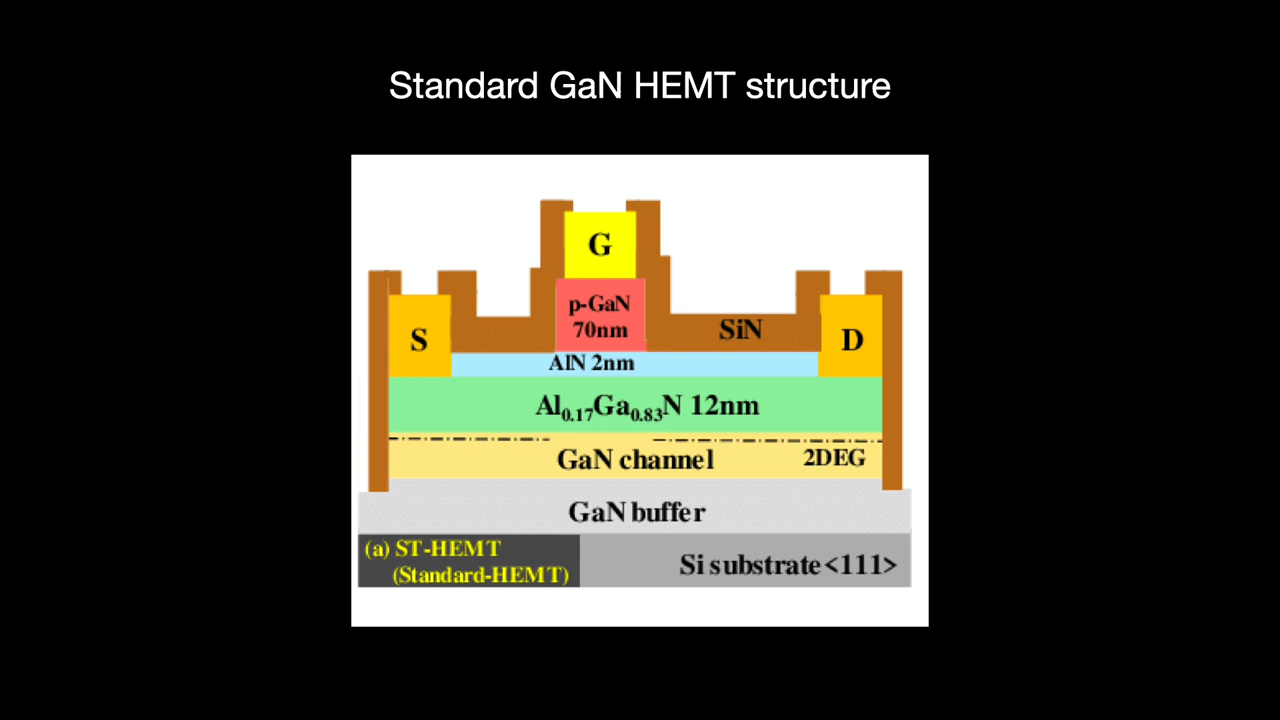 Standard GaN HEMT structure
G
p-GaN
70nm
S
SiN
D
AlN 2nm
Al₀.₁₇Ga₀.₈₃N 12nm
GaN channel
2DEG
GaN buffer
(a) ST-HEMT
(Standard-HEMT)
Si substrate<111>